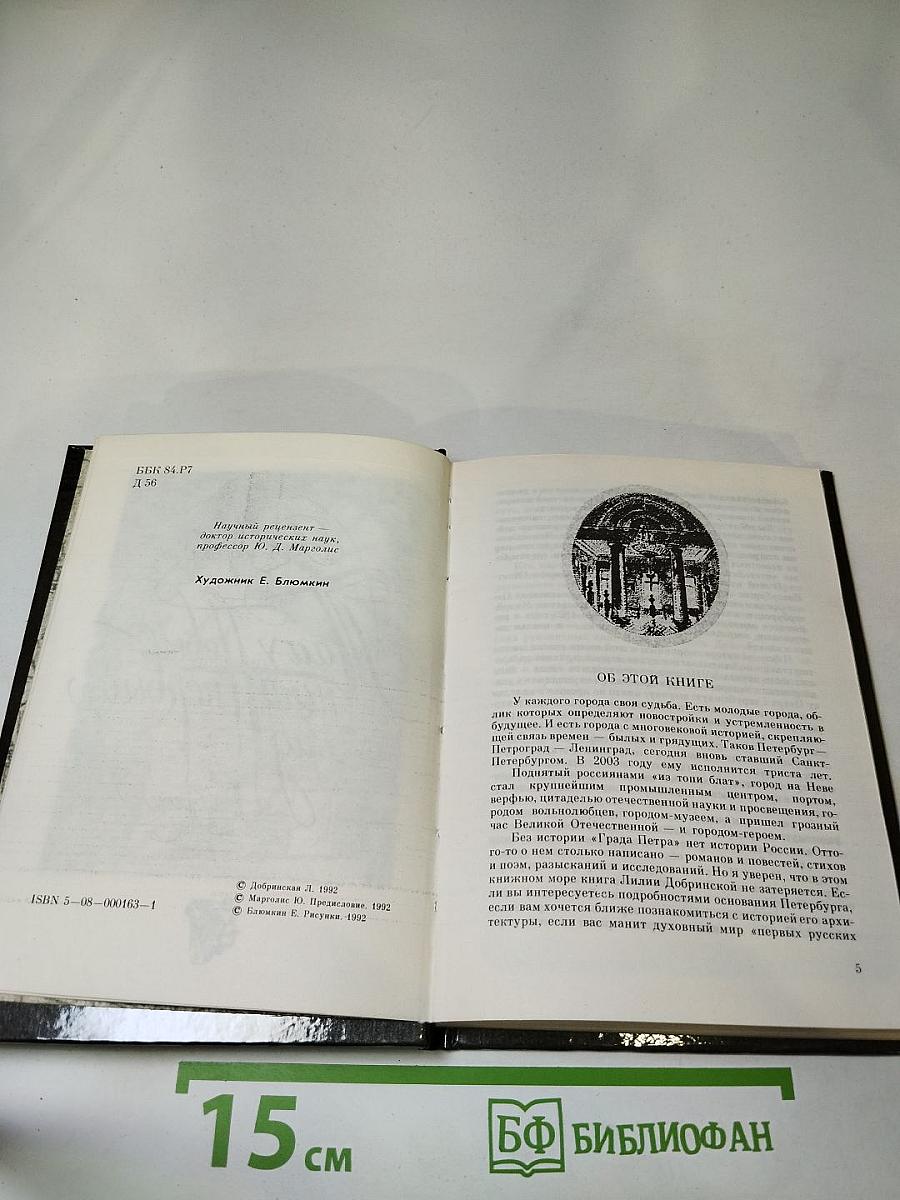 ББК 84.Р7
Д 56
Научный рецензент —
доктор исторических наук,
профессор Ю. Д. Марголис
Художник Е. Блюмкин
© Добринская Л. 1992
© Марголис Ю. Предисловие. 1992
© Блюмкин Е. Рисунки. 1992
ISBN 5—08—000163—1
ОБ ЭТОЙ КНИГЕ
У каждого города своя судьба. Есть молодые города, об-
лик которых определяют новостройки и устремленность в
будущее. И есть города с многовековой историей, скрепляю-
щей связь времен — былых и грядущих. Таков Петербург—
Петроград — Ленинград, сегодня вновь ставший Санкт-
Петербургом. В 2003 году ему исполнится триста лет.
Поднятый россиянами «из топи блат», город на Неве
стал крупнейшим промышленным центром, портом,
верфью, цитаделью отечественной науки и просвещения, го-
родом вольнолюбцев, городом-музеем, а пришел грозный
час Великой Отечественной — и городом-героем.
Без истории «Града Петра» нет истории России. Отто-
го-то о нем столько написано — романов и повестей, стихов
и поэм, разысканий и исследований. Но я уверен, что в этом
книжном море книга Лилии Добринской не затеряется. Ес-
ли вы интересуетесь подробностями основания Петербурга,
если вам хочется ближе познакомиться с историей его архи-
тектуры, если вас манит духовный мир «первых русских
5
15 см
БФ БИБЛИОФАН